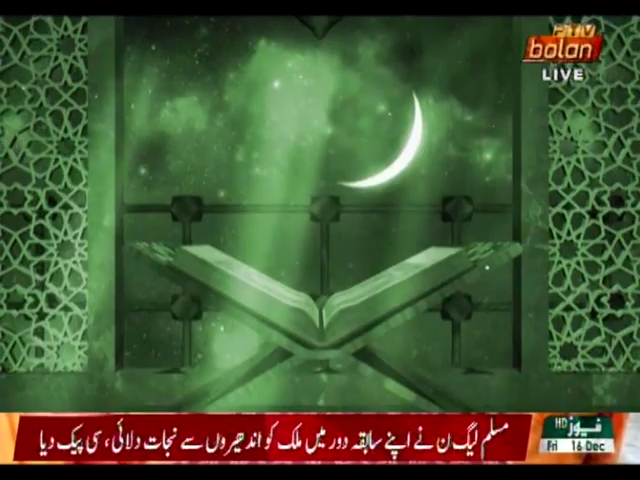 PTV
bolan
LIVE
مسلم لیگ ن نے اپنے سابقہ دور میں ملک کو اندھیروں سے نجات دلائی، سی پیک دیا
HD نیوز
Fri 16 Dec